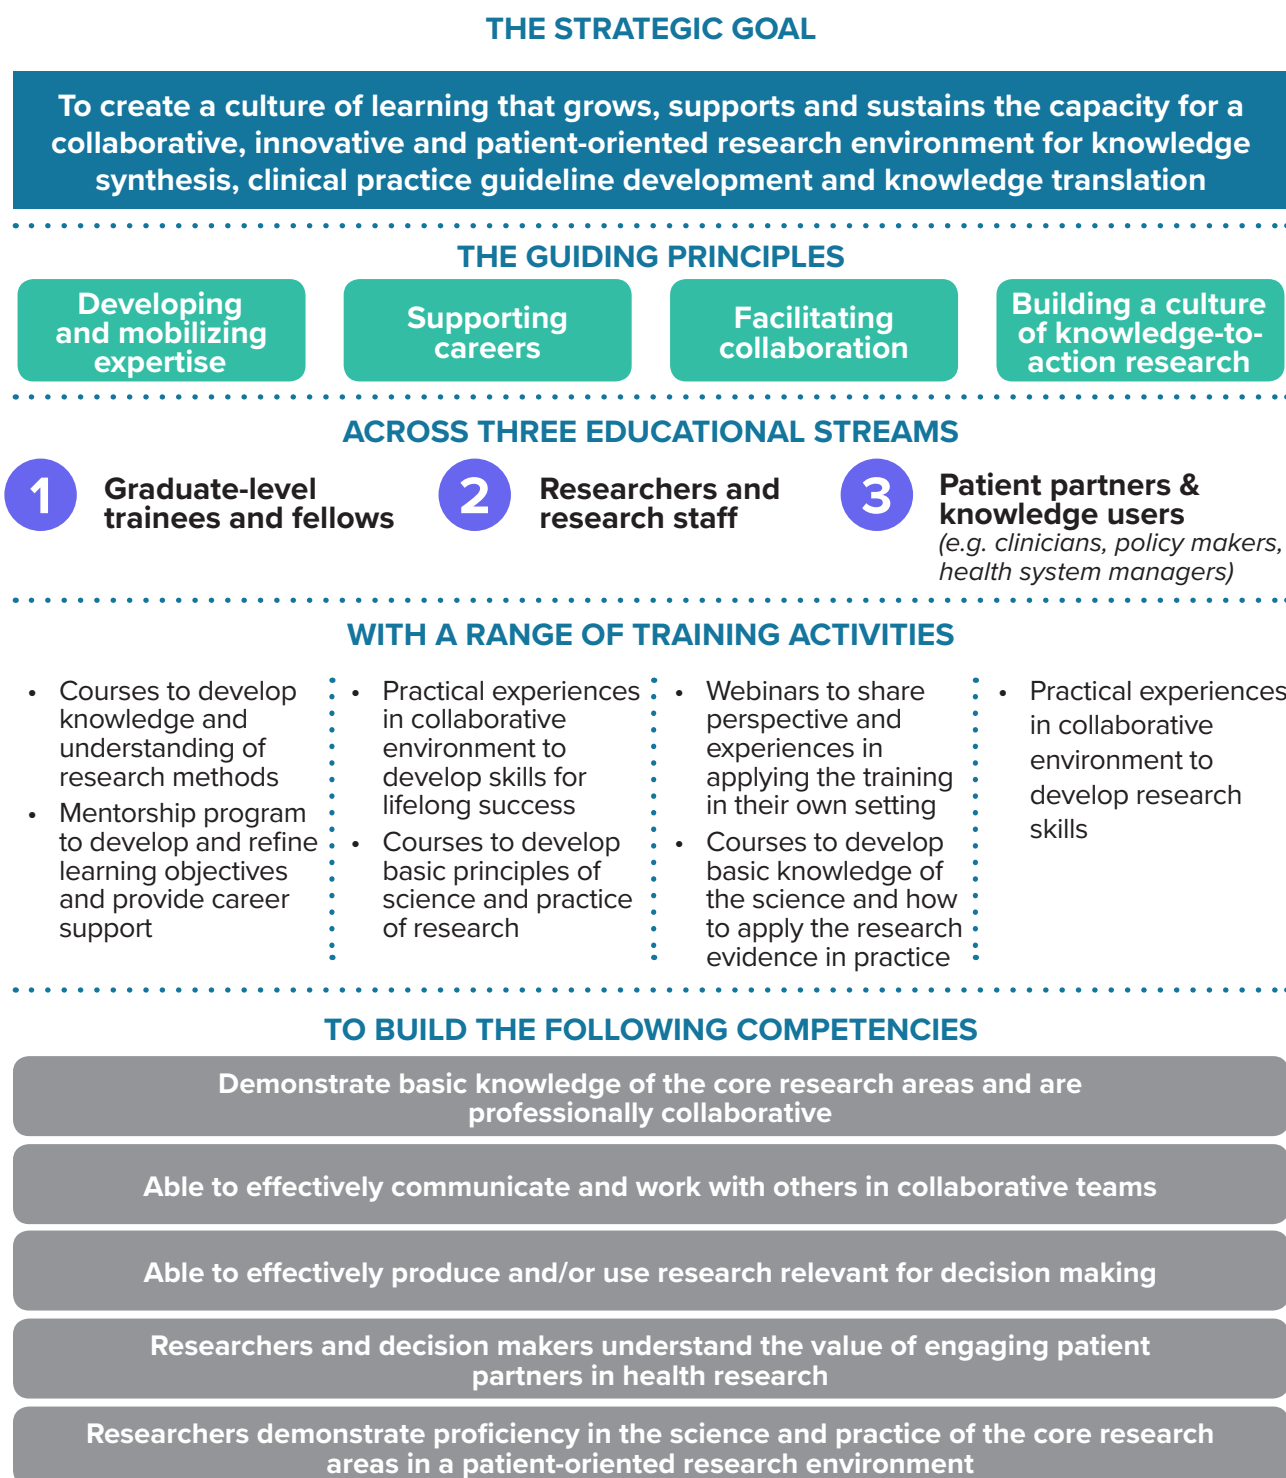 THE STRATEGIC GOAL
To create a culture of learning that grows, supports and sustains the capacity for a
collaborative, innovative and patient-oriented research environment for knowledge
synthesis, clinical practice guideline development and knowledge translation
THE GUIDING PRINCIPLES
Developing
and mobilizing
expertise
Supporting
careers
Facilitating
collaboration
Building a culture
of knowledge-to-
action research
ACROSS THREE EDUCATIONAL STREAMS
1
Graduate-level
trainees and fellows
2
Researchers and
research staff
3
Patient partners &
knowledge users
(e.g. clinicians, policy makers,
health system managers)
WITH A RANGE OF TRAINING ACTIVITIES
• Courses to develop
knowledge and
understanding of
research methods
• Mentorship program
to develop and refine
learning objectives
and provide career
support
• Practical experiences
in collaborative
environment to
develop skills for
lifelong success
• Courses to develop
basic principles of
science and practice
of research
• Webinars to share
perspective and
experiences in
applying the training
in their own setting
• Courses to develop
basic knowledge of
the science and how
to apply the research
evidence in practice
• Practical experiences
in collaborative
environment to
develop research
skills
TO BUILD THE FOLLOWING COMPETENCIES
Demonstrate basic knowledge of the core research areas and are
professionally collaborative
Able to effectively communicate and work with others in collaborative teams
Able to effectively produce and/or use research relevant for decision making
Researchers and decision makers understand the value of engaging patient
partners in health research
Researchers demonstrate proficiency in the science and practice of the core research
areas in a patient-oriented research environment